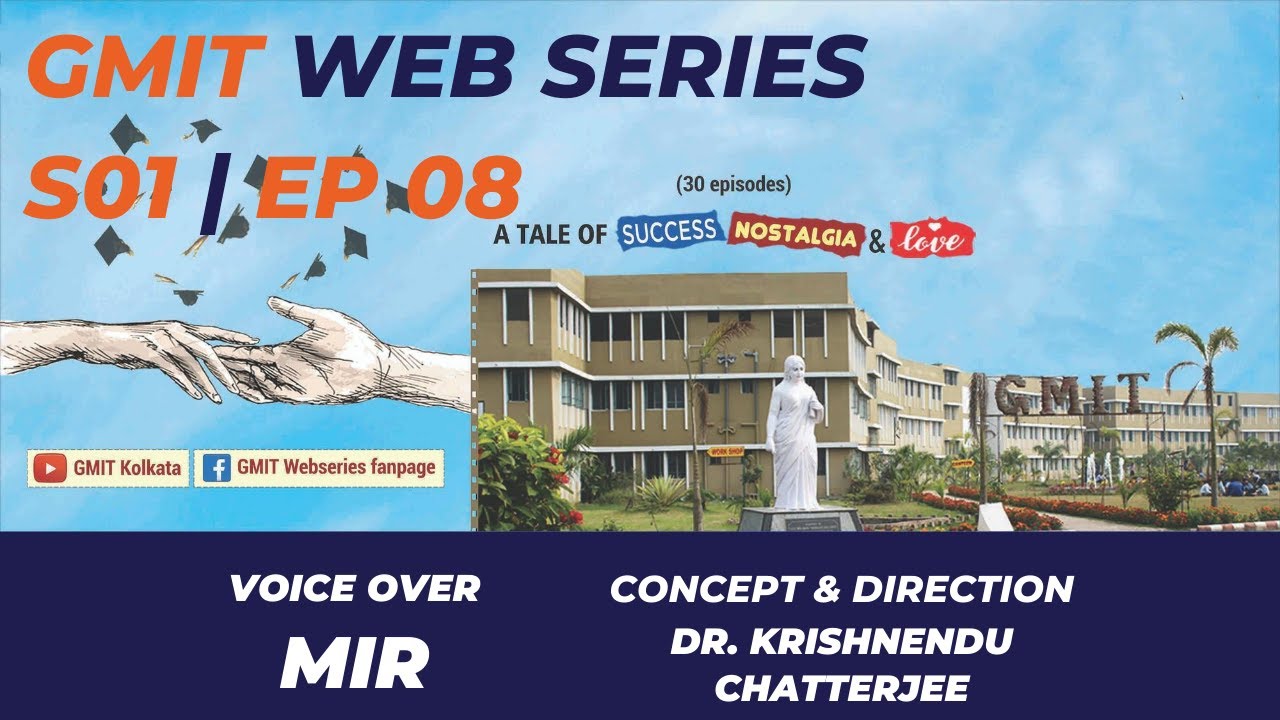 GMIT WEB SERIES
S01 | EP 08
(30 episodes)
A TALE OF SUCCESS NOSTALGIA & love
GMIT
WORK SHOP
GMIT Kolkata
GMIT Webseries fanpage
VOICE OVER
MIR
CONCEPT & DIRECTION
DR. KRISHNENDU
CHATTERJEE